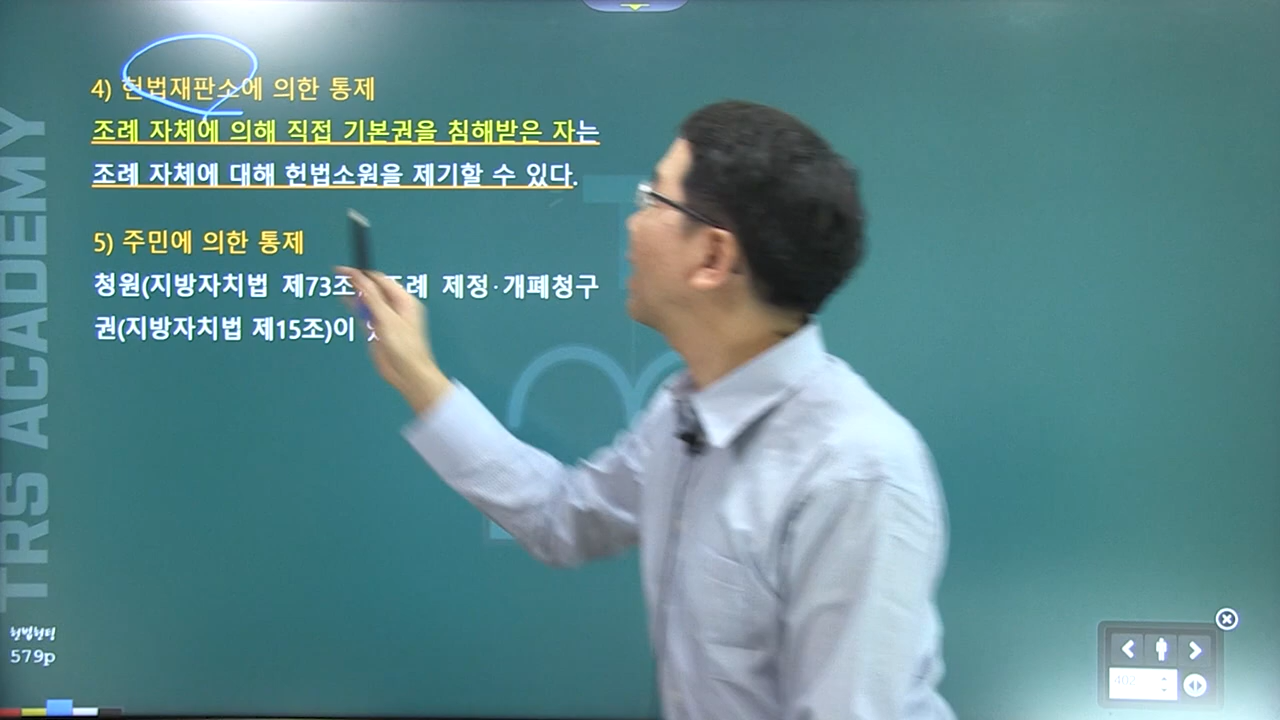 4) 헌법재판소에 의한 통제
조례 자체에 의해 직접 기본권을 침해받은 자는
조례 자체에 대해 헌법소원을 제기할 수 있다.
5) 주민에 의한 통제
청원(지방자치법 제73조 조례 제정·개폐청구
권(지방자치법 제15조)이
TRS ACADEMY
579p
402